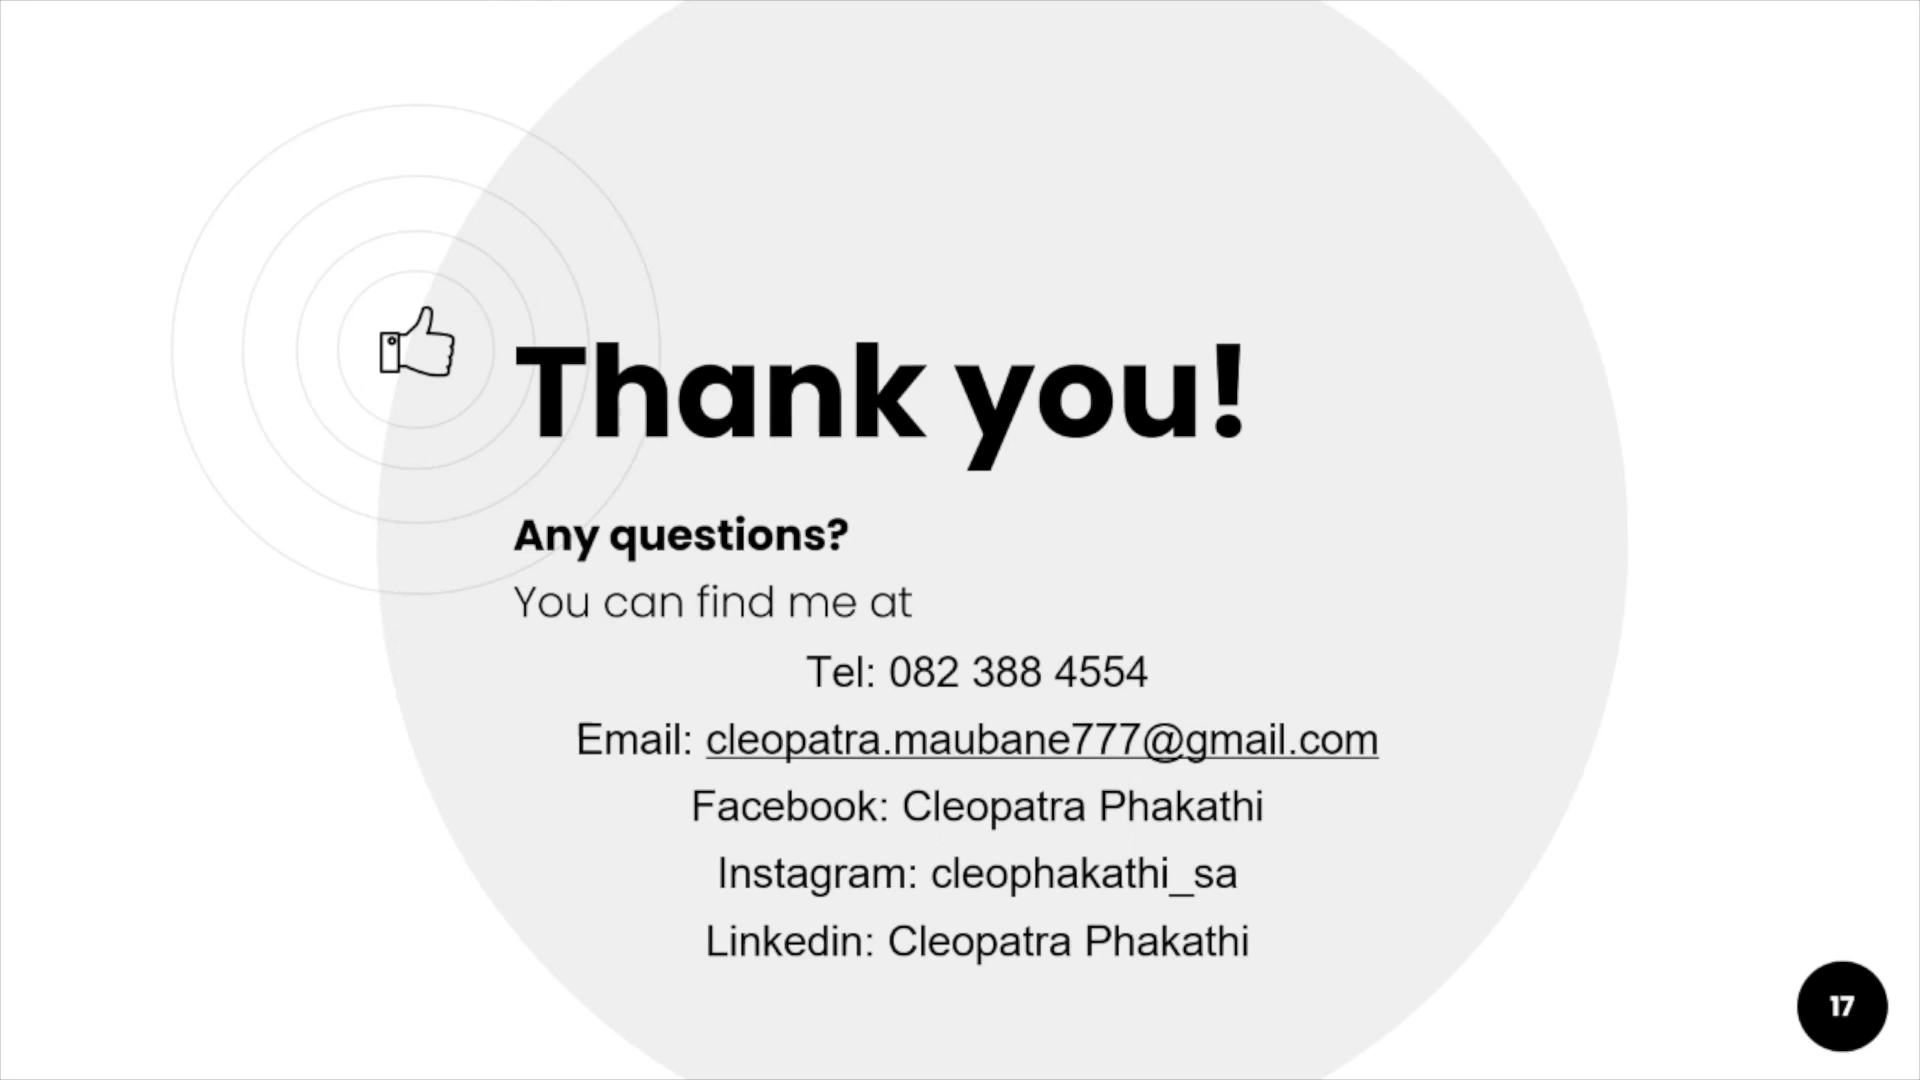 Thank you!
Any questions?
You can find me at
Tel: 082 388 4554
Email: cleopatra.maubane777@gmail.com
Facebook: Cleopatra Phakathi
Instagram: cleophakathi_sa
Linkedin: Cleopatra Phakathi
17